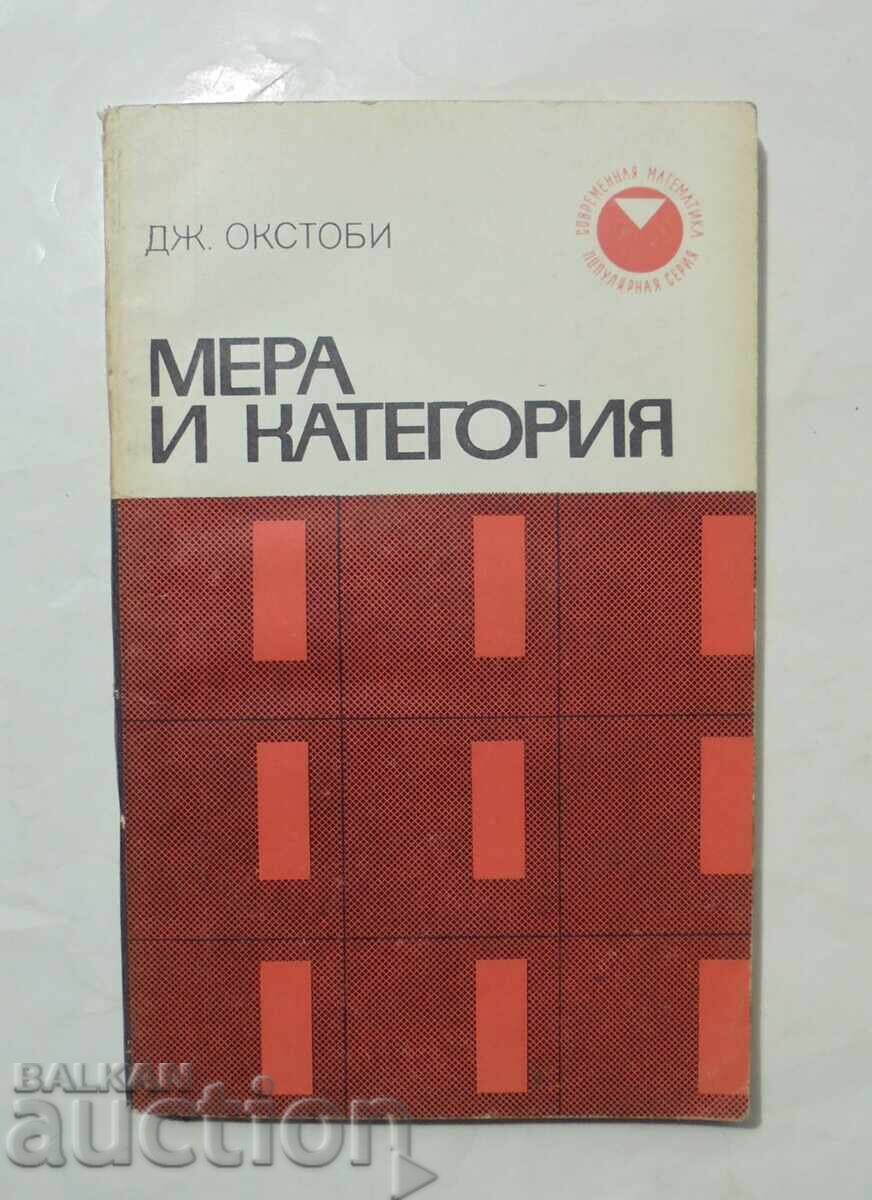 ДЖ. ОКСТОБИ
СОВРЕМЕННАЯ МАТЕМАТИКА
ПОПУЛЯРНАЯ СЕРИЯ
МЕРА
И КАТЕГОРИЯ
BALKAN
auction